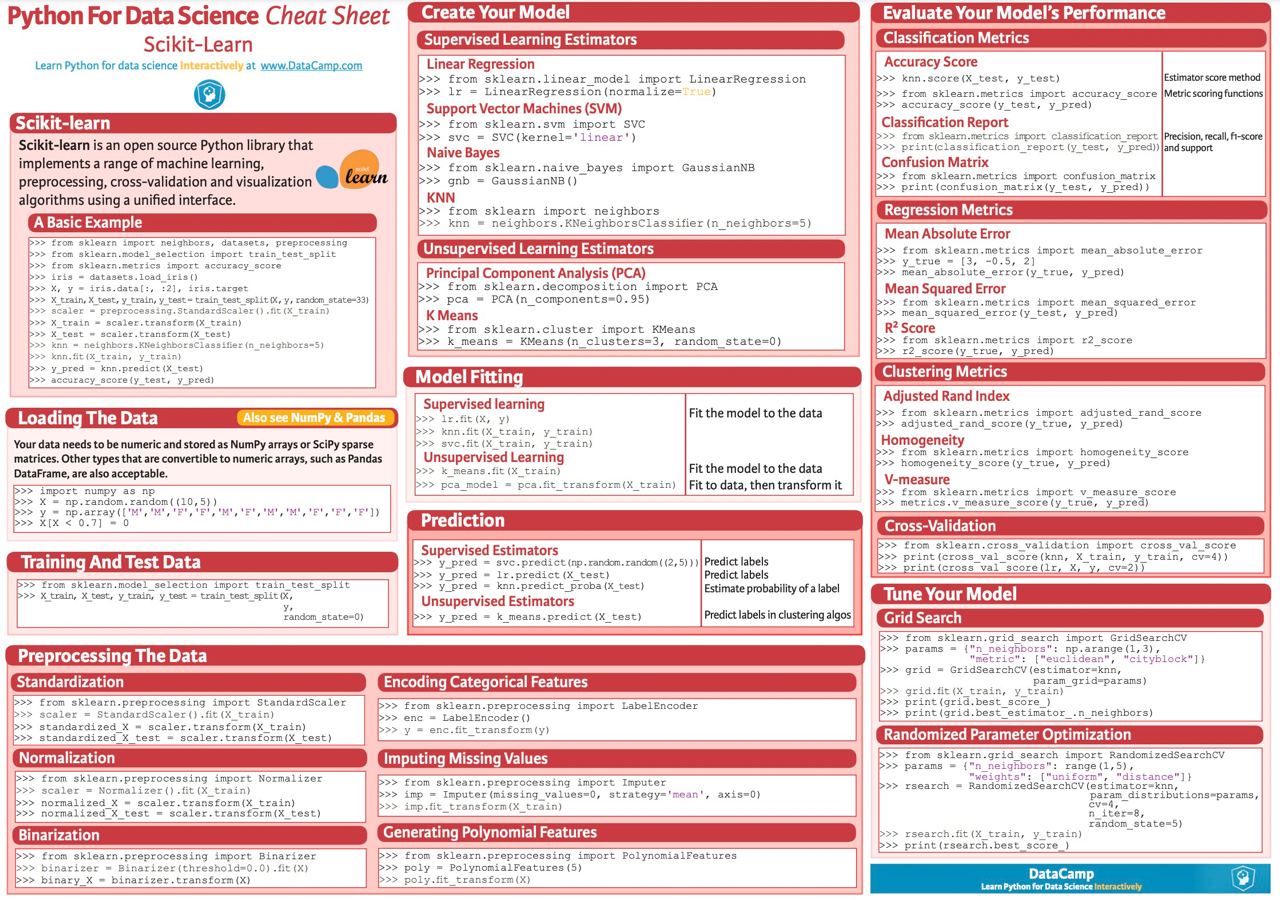 Python For Data Science Cheat Sheet
Scikit-Learn
Learn Python for data science Interactively at www.DataCamp.com
Scikit-learn
Scikit-learn is an open source Python library that
implements a range of machine learning,
preprocessing, cross-validation and visualization
algorithms using a unified interface.
learn
A Basic Example
>>> from sklearn import neighbors, datasets, preprocessing
>>> from sklearn.model_selection import train_test_split
>>> from sklearn.metrics import accuracy_score
>>> iris = datasets.load_iris()
>>> X, y = iris.data[:, :2], iris.target
>>> X_train, X_test, y_train, y_test = train_test_split(X, y, random_state=33)
>>> scaler = preprocessing.StandardScaler().fit(X_train)
>>> X_train = scaler.transform(X_train)
>>> X_test = scaler.transform(X_test)
>>> knn = neighbors.KNeighborsClassifier(n_neighbors=5)
>>> knn.fit(X_train, y_train)
>>> y_pred = knn.predict(X_test)
>>> accuracy_score(y_test, y_pred)
Loading The Data
Also see NumPy & Pandas
Your data needs to be numeric and stored as NumPy arrays or SciPy sparse
matrices. Other types that are convertible to numeric arrays, such as Pandas
DataFrame, are also acceptable.
>>> import numpy as np
>>> X = np.random.random((10,5))
>>> y = np.array(['M','M','F','F','M','F','M','M','F','F','F'])
>>> X[X < 0.7] = 0
Training And Test Data
>>> from sklearn.model_selection import train_test_split
>>> X_train, X_test, y_train, y_test = train_test_split(X,
y,
random_state=0)
Create Your Model
Supervised Learning Estimators
Linear Regression
>>> from sklearn.linear_model import LinearRegression
>>> lr = LinearRegression(normalize=True)
Support Vector Machines (SVM)
>>> from sklearn.svm import SVC
>>> svc = SVC(kernel='linear')
Naive Bayes
>>> from sklearn.naive_bayes import GaussianNB
>>> gnb = GaussianNB()
KNN
>>> from sklearn import neighbors
>>> knn = neighbors.KNeighborsClassifier(n_neighbors=5)
Unsupervised Learning Estimators
Principal Component Analysis (PCA)
>>> from sklearn.decomposition import PCA
>>> pca = PCA(n_components=0.95)
K Means
>>> from sklearn.cluster import KMeans
>>> k_means = KMeans(n_clusters=3, random_state=0)
Model Fitting
Supervised learning
>>> lr.fit(X, y)
Fit the model to the data
>>> knn.fit(X_train, y_train)
>>> svc.fit(X_train, y_train)
Unsupervised Learning
>>> k_means.fit(X_train)
Fit the model to the data
>>> pca_model = pca.fit_transform(X_train)
Fit to data, then transform it
Prediction
Supervised Estimators
>>> y_pred = svc.predict(np.random.random((2,5)))
Predict labels
>>> y_pred = lr.predict(X_test)
Predict labels
>>> y_pred = knn.predict_proba(X_test)
Estimate probability of a label
Unsupervised Estimators
>>> y_pred = k_means.predict(X_test)
Predict labels in clustering algos
Preprocessing The Data
Standardization
>>> from sklearn.preprocessing import StandardScaler
>>> scaler = StandardScaler().fit(X_train)
>>> standardized_X = scaler.transform(X_train)
>>> standardized_X_test = scaler.transform(X_test)
Normalization
>>> from sklearn.preprocessing import Normalizer
>>> scaler = Normalizer().fit(X_train)
>>> normalized_X = scaler.transform(X_train)
>>> normalized_X_test = scaler.transform(X_test)
Binarization
>>> from sklearn.preprocessing import Binarizer
>>> binarizer = Binarizer(threshold=0.0).fit(X)
>>> binary_X = binarizer.transform(X)
Encoding Categorical Features
>>> from sklearn.preprocessing import LabelEncoder
>>> enc = LabelEncoder()
>>> y = enc.fit_transform(y)
Imputing Missing Values
>>> from sklearn.preprocessing import Imputer
>>> imp = Imputer(missing_values=0, strategy='mean', axis=0)
>>> imp.fit_transform(X_train)
Generating Polynomial Features
>>> from sklearn.preprocessing import PolynomialFeatures
>>> poly = PolynomialFeatures(5)
>>> poly.fit_transform(X)
Evaluate Your Model's Performance
Classification Metrics
Accuracy Score
>>> knn.score(X_test, y_test)
Estimator score method
>>> from sklearn.metrics import accuracy_score
Metric scoring functions
>>> accuracy_score(y_test, y_pred)
Classification Report
>>> from sklearn.metrics import classification_report
Precision, recall, f1-score
>>> print(classification_report(y_test, y_pred))
and support
Confusion Matrix
>>> from sklearn.metrics import confusion_matrix
>>> print(confusion_matrix(y_test, y_pred))
Regression Metrics
Mean Absolute Error
>>> from sklearn.metrics import mean_absolute_error
>>> y_true = [3, -0.5, 2]
>>> mean_absolute_error(y_true, y_pred)
Mean Squared Error
>>> from sklearn.metrics import mean_squared_error
>>> mean_squared_error(y_test, y_pred)
R² Score
>>> from sklearn.metrics import r2_score
>>> r2_score(y_true, y_pred)
Clustering Metrics
Adjusted Rand Index
>>> from sklearn.metrics import adjusted_rand_score
>>> adjusted_rand_score(y_true, y_pred)
Homogeneity
>>> from sklearn.metrics import homogeneity_score
>>> homogeneity_score(y_true, y_pred)
V-measure
>>> from sklearn.metrics import v_measure_score
>>> metrics.v_measure_score(y_true, y_pred)
Cross-Validation
>>> from sklearn.cross_validation import cross_val_score
>>> print(cross_val_score(knn, X_train, y_train, cv=4))
>>> print(cross_val_score(lr, X, y, cv=2))
Tune Your Model
Grid Search
>>> from sklearn.grid_search import GridSearchCV
>>> params = {"n_neighbors": np.arange(1,3),
"metric": ["euclidean", "cityblock"]}
>>> grid = GridSearchCV(estimator=knn,
param_grid=params)
>>> grid.fit(X_train, y_train)
>>> print(grid.best_score_)
>>> print(grid.best_estimator_.n_neighbors)
Randomized Parameter Optimization
>>> from sklearn.grid_search import RandomizedSearchCV
>>> params = {"n_neighbors": range(1,5),
"weights": ["uniform", "distance"]}
>>> rsearch = RandomizedSearchCV(estimator=knn,
param_distributions=params,
cv=4,
n_iter=8,
random_state=5)
>>> rsearch.fit(X_train, y_train)
>>> print(rsearch.best_score_)
DataCamp
Learn Python for Data Science Interactively